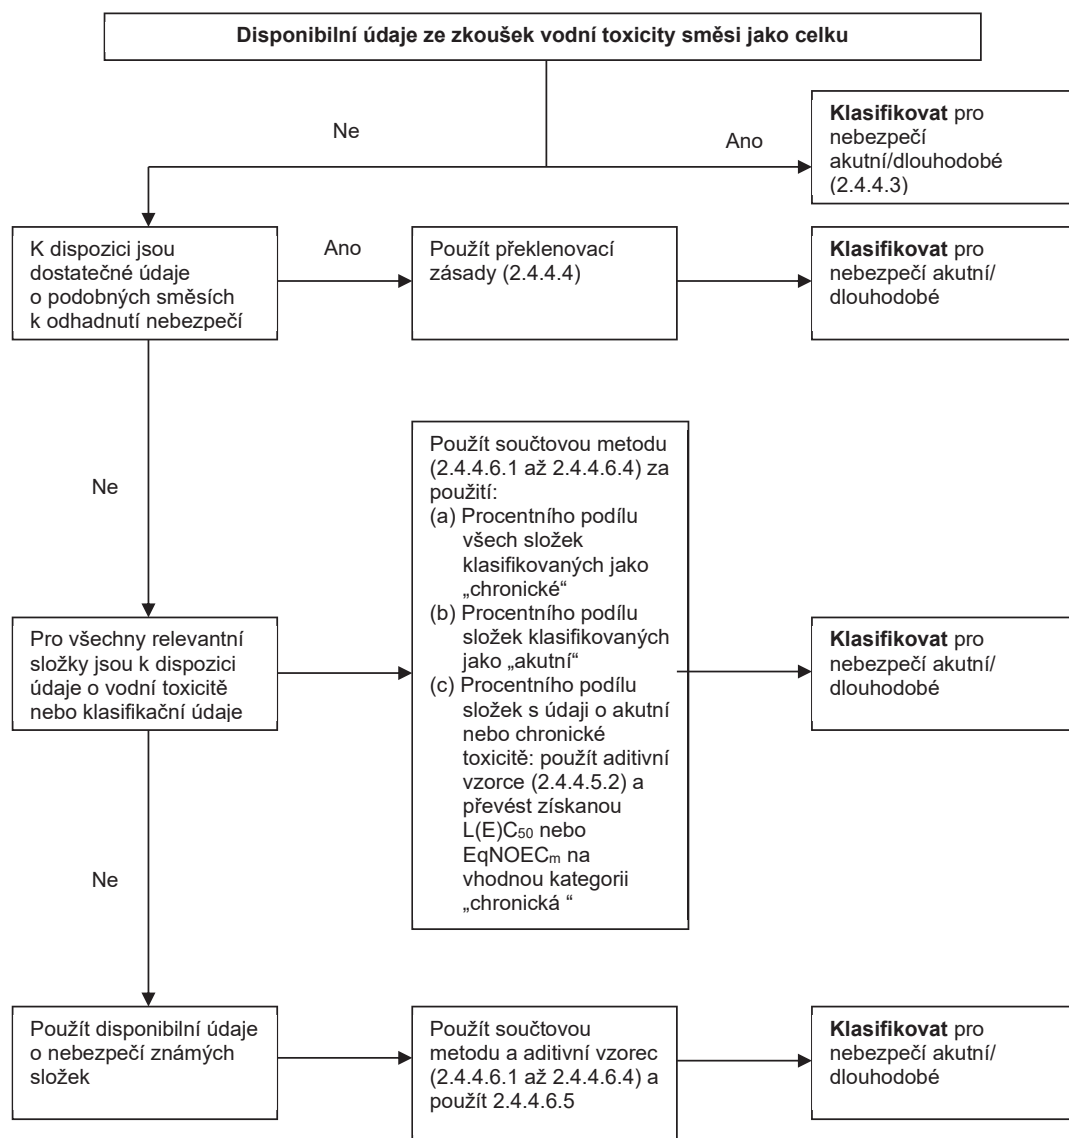 Disponibilní údaje ze zkoušek vodní toxicity směsi jako celku
Ne
Ano
Klasifikovat pro
nebezpečí
akutní/dlouhodobé
(2.4.4.3)
K dispozici jsou
dostatečné údaje
o podobných směsích
k odhadnutí nebezpečí
Ano
Použít překlenovací
zásady (2.4.4.4)
Klasifikovat pro
nebezpečí akutní/
dlouhodobé
Ne
Použít součtovou metodu
(2.4.4.6.1 až 2.4.4.6.4) za
použití:
(a) Procentního podílu
všech složek
klasifikovaných jako
„chronické“
(b) Procentního podílu
složek klasifikovaných
jako „akutní“
(c) Procentního podílu
složek s údaji o akutní
nebo chronické
toxicitě: použít aditivní
vzorce (2.4.4.5.2) a
převést získanou
L(E)C₅₀ nebo
EqNOECₘ na
vhodnou kategorii
„chronická “
Pro všechny relevantní
složky jsou k dispozici
údaje o vodní toxicitě
nebo klasifikační údaje
Klasifikovat pro
nebezpečí akutní/
dlouhodobé
Ne
Použít disponibilní údaje
o nebezpečí známých
složek
Použít součtovou
metodu a aditivní vzorec
(2.4.4.6.1 až 2.4.4.6.4) a
použít 2.4.4.6.5
Klasifikovat pro
nebezpečí akutní/
dlouhodobé